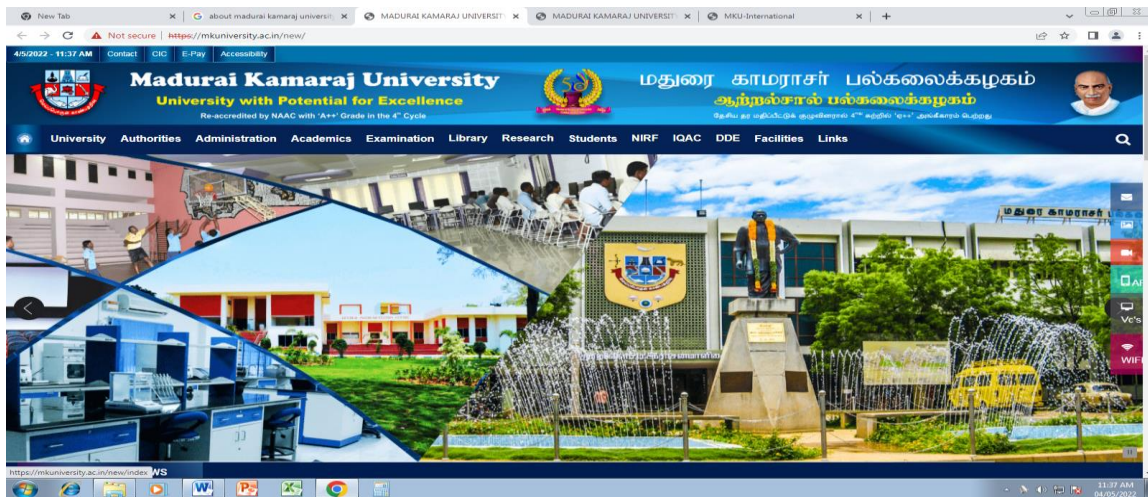 New Tab
about madurai kamaraj universit
MADURAI KAMARAJ UNIVERSIT
MADURAI KAMARAJ UNIVERSIT
MKU-International
Not secure | https://mkuniversity.ac.in/new/
4/5/2022 - 11:37 AM Contact CIC E-Pay Accessibility
Madurai Kamaraj University
University with Potential for Excellence
Re-accredited by NAAC with 'A++' Grade in the 4th Cycle
மதுரை காமராசர் பல்கலைக்கழகம்
ஆற்றல்சால் பல்கலைக்கழகம்
University Authorities Administration Academics Examination Library Research Students NIRF IQAC DDE Facilities Links
மதுரை காமராசர்
Vc's
WIFI
https://mkuniversity.ac.in/new/index
WS
11:37 AM
04/05/2022